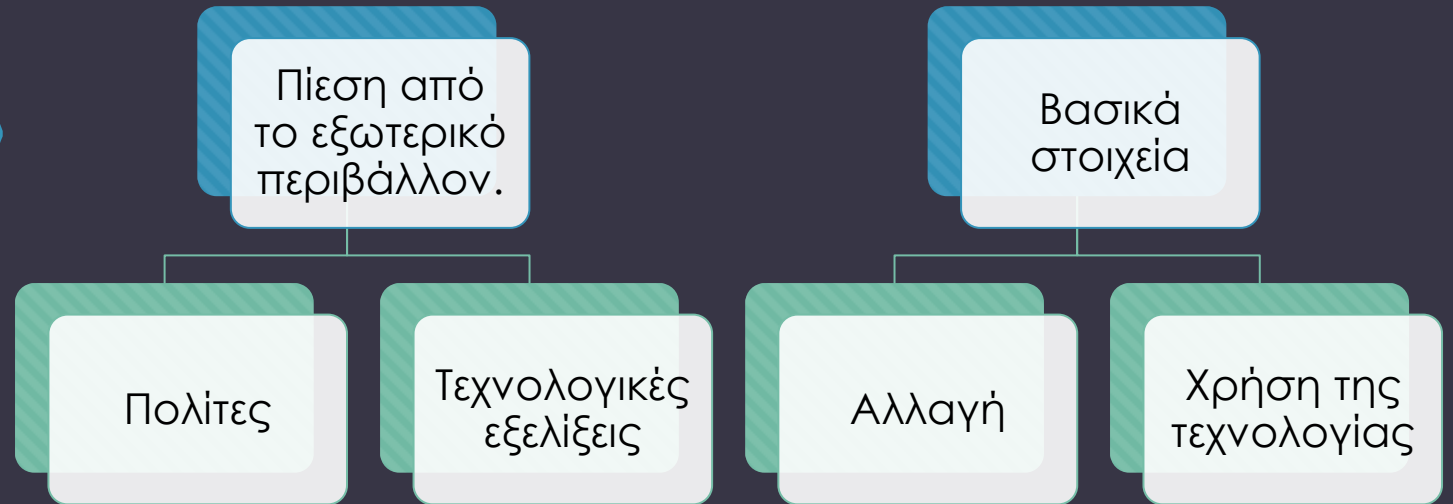 Πίεση από
το εξωτερικό
περιβάλλον.
Βασικά
στοιχεία
Πολίτες
Τεχνολογικές
εξελίξεις
Αλλαγή
Χρήση της
τεχνολογίας